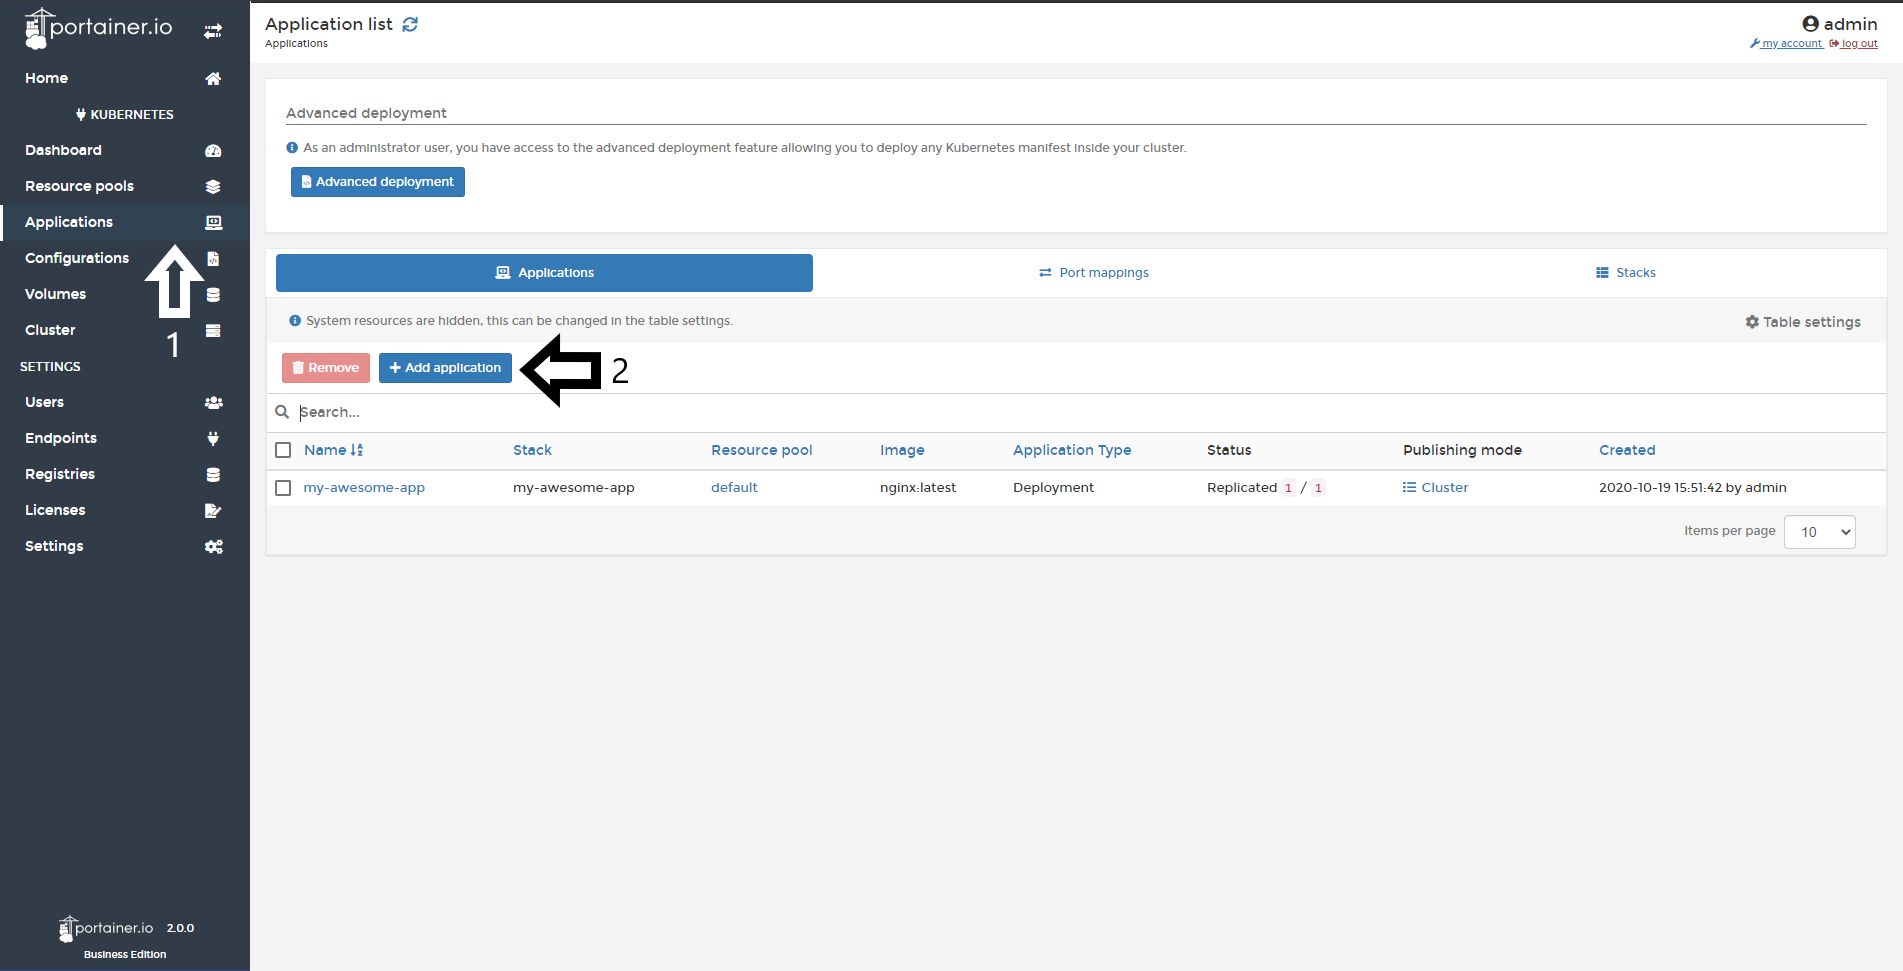 portainer.io
Home
KUBERNETES
Dashboard
Resource pools
Applications
Configurations
Volumes
Cluster
1
SETTINGS
Users
Endpoints
Registries
Licenses
Settings
portainer.io 2.0.0
Business Edition
Application list
Applications
admin
my account log out
Advanced deployment
As an administrator user, you have access to the advanced deployment feature allowing you to deploy any Kubernetes manifest inside your cluster.
Advanced deployment
Applications Port mappings Stacks
System resources are hidden, this can be changed in the table settings.
Table settings
Remove + Add application 2
Search...
Name Stack Resource pool Image Application Type Status Publishing mode Created
my-awesome-app my-awesome-app default nginx:latest Deployment Replicated 1 / 1 Cluster 2020-10-19 15:51:42 by admin
Items per page 10